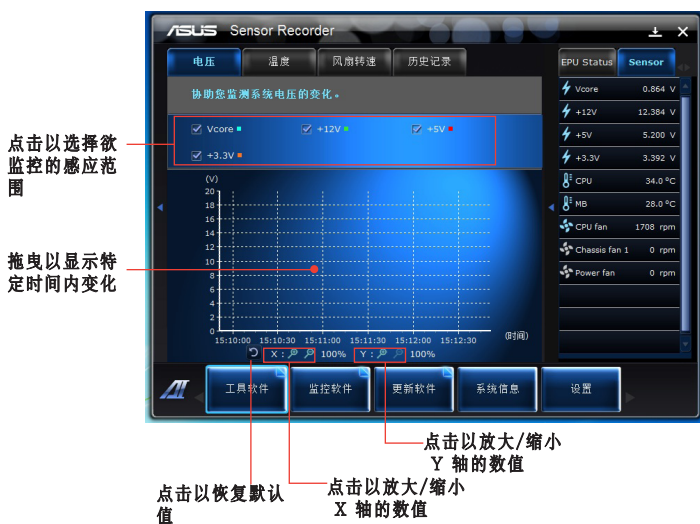 ASUS Sensor Recorder
电压 温度 风扇转速 历史记录
EPU Status Sensor
协助您监测系统电压的变化。
Vcore +12V +5V
+3.3V
Vcore 0.864 V
+12V 12.384 V
+5V 5.200 V
+3.3V 3.392 V
CPU 34.0 °C
MB 28.0 °C
CPU fan 1708 rpm
Chassis fan 1 0 rpm
Power fan 0 rpm
点击以选择欲
监控的感应范
围
拖曳以显示特
定时间内变化
(V)
20
18
16
14
12
10
8
6
4
2
0
15:10:00 15:10:30 15:11:00 15:11:30 15:12:00 15:12:30
(时间)
X : 100% Y : 100%
工具软件 监控软件 更新软件 系统信息 设置
点击以放大/缩小
Y 轴的数值
点击以放大/缩小
X 轴的数值
点击以恢复默认
值